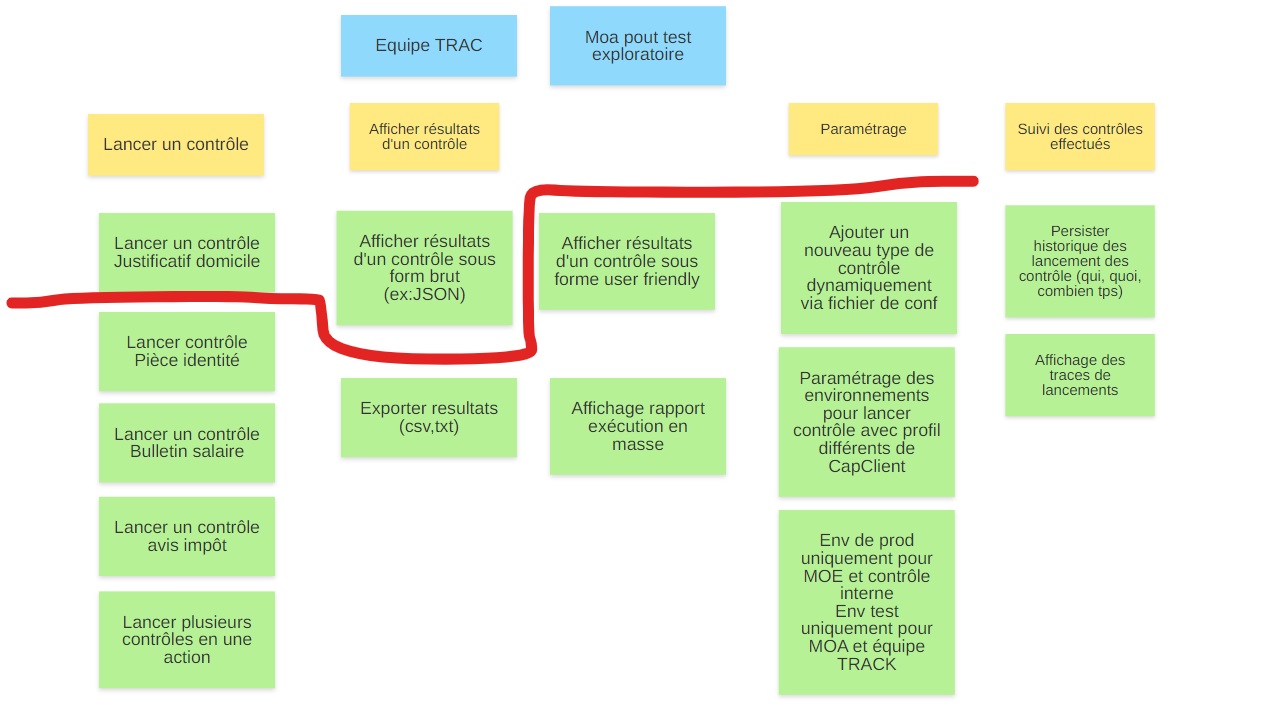 Equipe TRAC
Moa pout test
exploratoire
Lancer un contrôle
Afficher résultats
d'un contrôle
Paramétrage
Suivi des contrôles
effectués
Lancer un contrôle
Justificatif domicile
Lancer contrôle
Pièce identité
Lancer un contrôle
Bulletin salaire
Lancer un contrôle
avis impôt
Lancer plusieurs
contrôles en une
action
Afficher résultats
d'un contrôle sous
form brut
(ex:JSON)
Exporter resultats
(csv,txt)
Afficher résultats
d'un contrôle sous
forme user friendly
Affichage rapport
exécution en
masse
Ajouter un
nouveau type de
contrôle
dynamiquement
via fichier de conf
Paramétrage des
environnements
pour lancer
contrôle avec profil
différents de
CapClient
Env de prod
uniquement pour
MOE et contrôle
interne
Env test
uniquement pour
MOA et équipe
TRACK
Persister
historique des
lancement des
contrôle (qui, quoi,
combien tps)
Affichage des
traces de
lancements